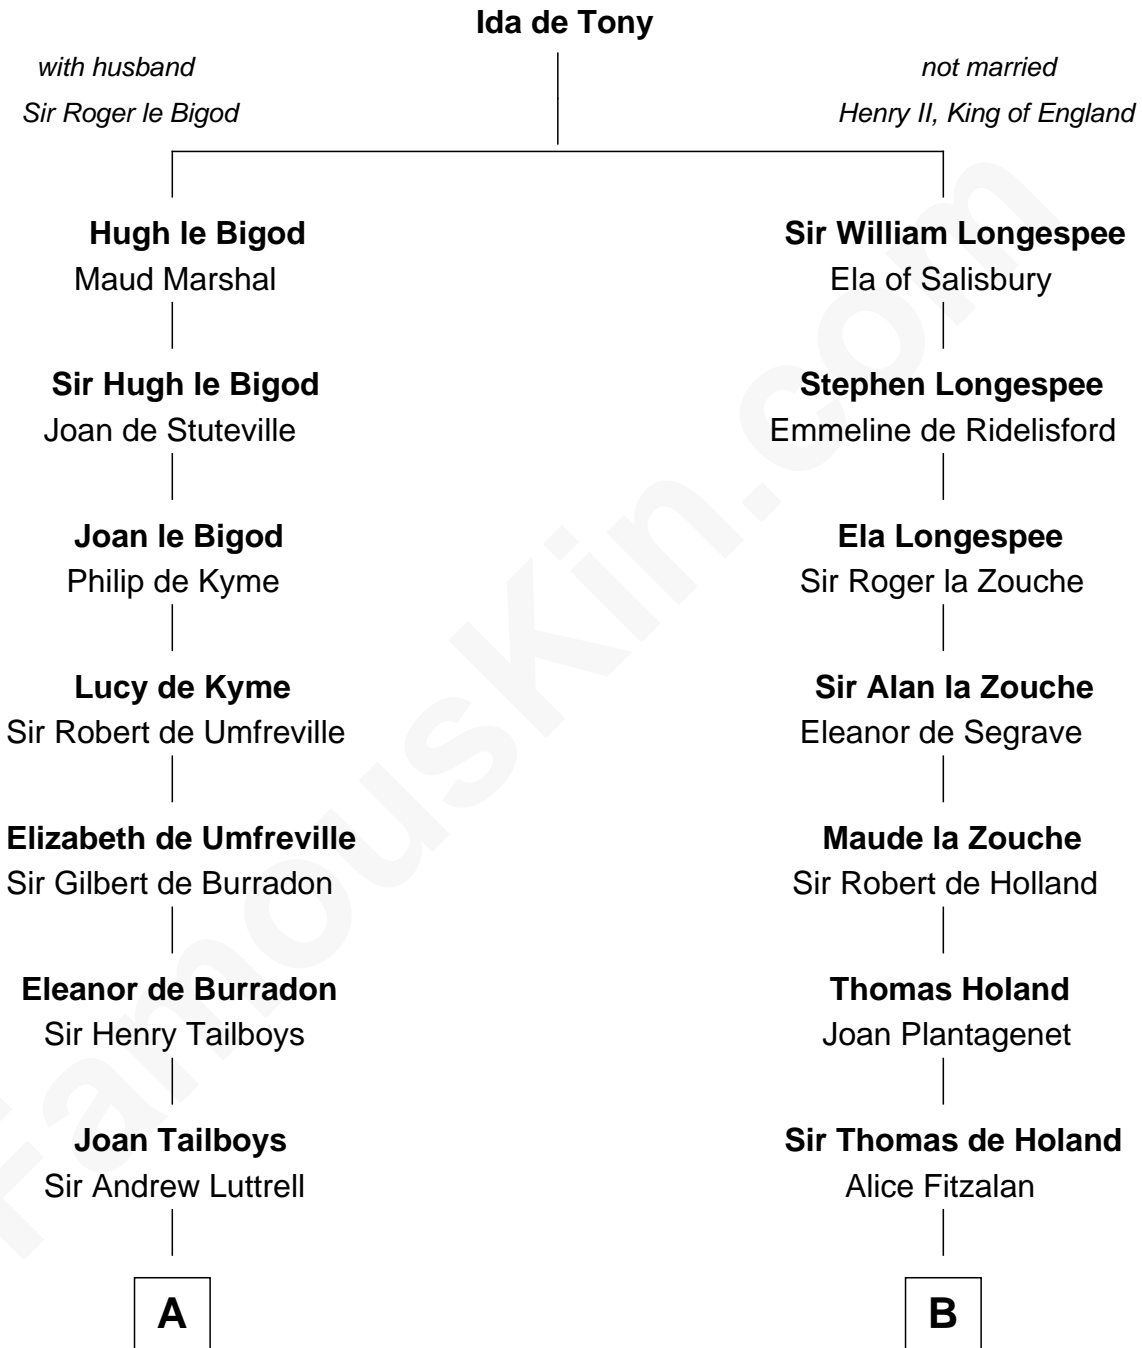 Ida de Tony
with husband
Sir Roger le Bigod
not married
Henry II, King of England
Hugh le Bigod
Maud Marshal
Sir William Longespee
Ela of Salisbury
Sir Hugh le Bigod
Joan de Stuteville
Stephen Longespee
Emmeline de Ridelisford
Joan le Bigod
Philip de Kyme
Ela Longespee
Sir Roger la Zouche
Lucy de Kyme
Sir Robert de Umfreville
Sir Alan la Zouche
Eleanor de Segrave
Elizabeth de Umfreville
Sir Gilbert de Burradon
Maude la Zouche
Sir Robert de Holland
Eleanor de Burradon
Sir Henry Tailboys
Thomas Holand
Joan Plantagenet
Joan Tailboys
Sir Andrew Luttrell
Sir Thomas de Holand
Alice Fitzalan
A
B
FamousKin.com